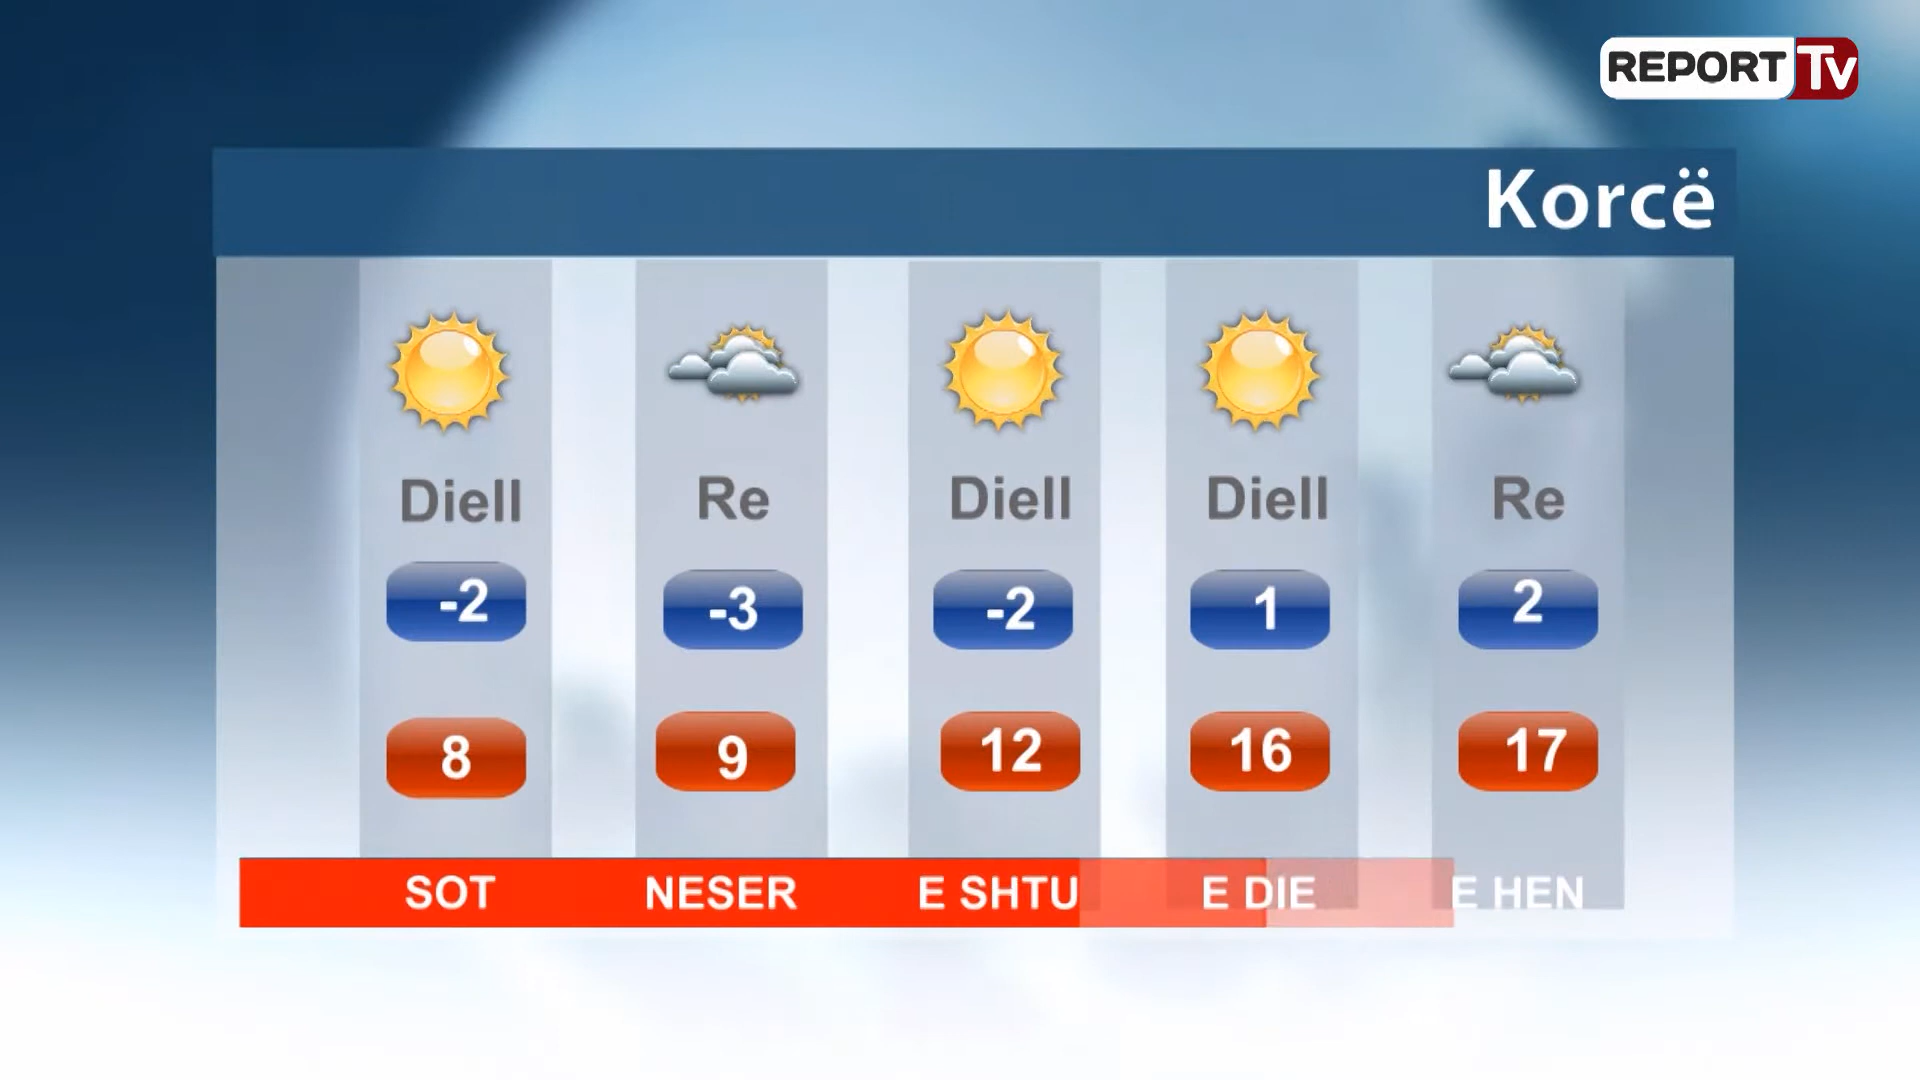 REPORT Tv
Korcë
Diell Re Diell Diell Re
-2 -3 -2 1 2
8 9 12 16 17
SOT NESER E SHTU E DIE E HEN